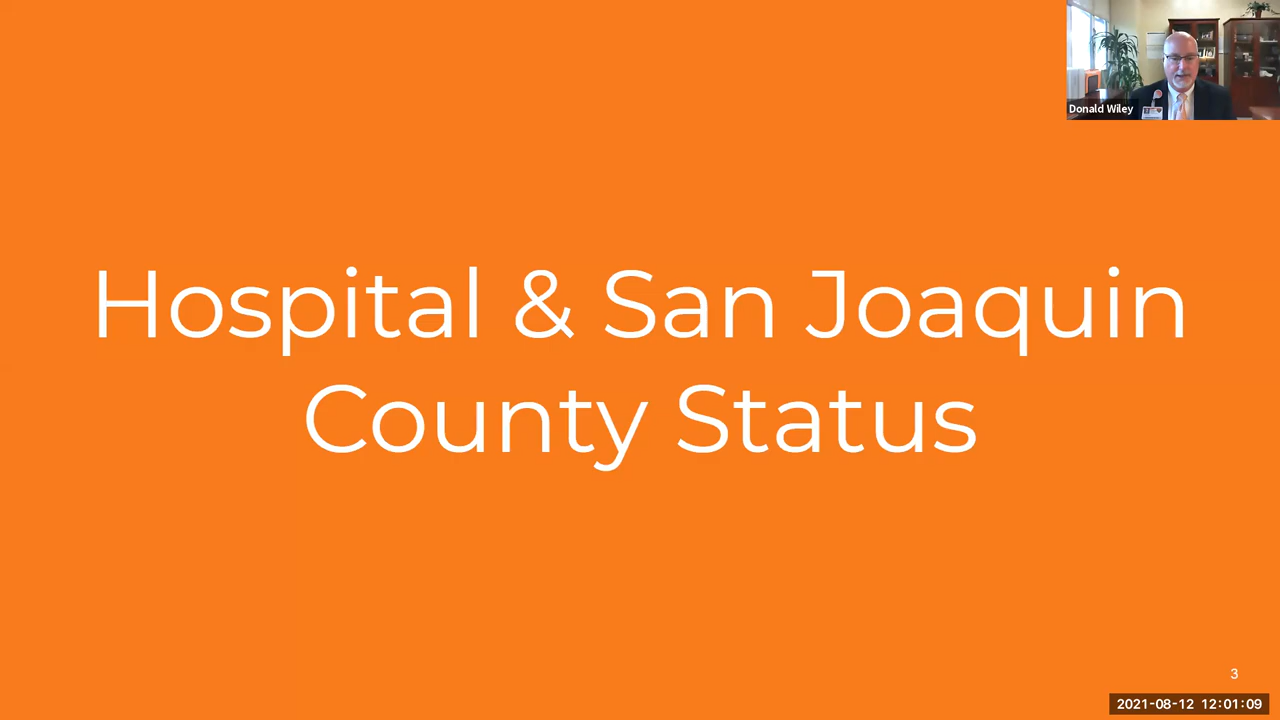 Donald Wiley
Hospital & San Joaquin
County Status
3
2021-08-12 12:01:09